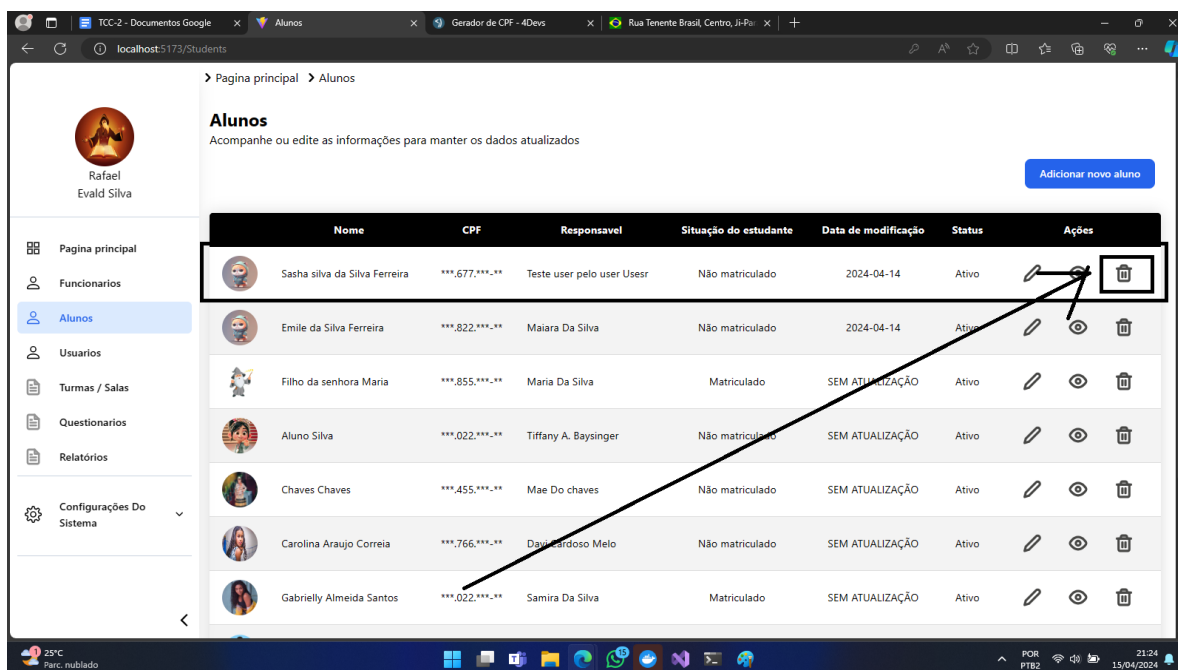 TCC-2 - Documentos Goog
Alunos
Gerador de CPF - 4Devs
Rua Tenente Brasil, Centro, Ji-Par
localhost:5173/Students
Pagina principal Alunos
Alunos
Acompanhe ou edite as informações para manter os dados atualizados
Rafael
Evald Silva
Adicionar novo aluno
Pagina principal
Funcionarios
Alunos
Usuarios
Turmas / Salas
Questionarios
Relatórios
Configurações Do
Sistema
Nome CPF Responsavel Situação do estudante Data de modificação Status Ações
Sasha silva da Silva Ferreira ***.677.***-** Teste user pelo user Usesr Não matriculado 2024-04-14 Ativo
Emile da Silva Ferreira ***.822.***-** Maiara Da Silva Não matriculado 2024-04-14 Ativo
Filho da senhora Maria ***.855.***-** Maria Da Silva Matriculado SEM ATUALIZAÇÃO Ativo
Aluno Silva ***.022.***-** Tiffany A. Baysinger Não matriculado SEM ATUALIZAÇÃO Ativo
Chaves Chaves ***.455.***-** Mae Do chaves Não matriculado SEM ATUALIZAÇÃO Ativo
Carolina Araujo Correia ***.766.***-** Davi Cardoso Melo Não matriculado SEM ATUALIZAÇÃO Ativo
Gabrielly Almeida Santos ***.022.***-** Samira Da Silva Matriculado SEM ATUALIZAÇÃO Ativo
1
25°C
Parc. nublado
15
POR
PTB2
21:24
15/04/2024